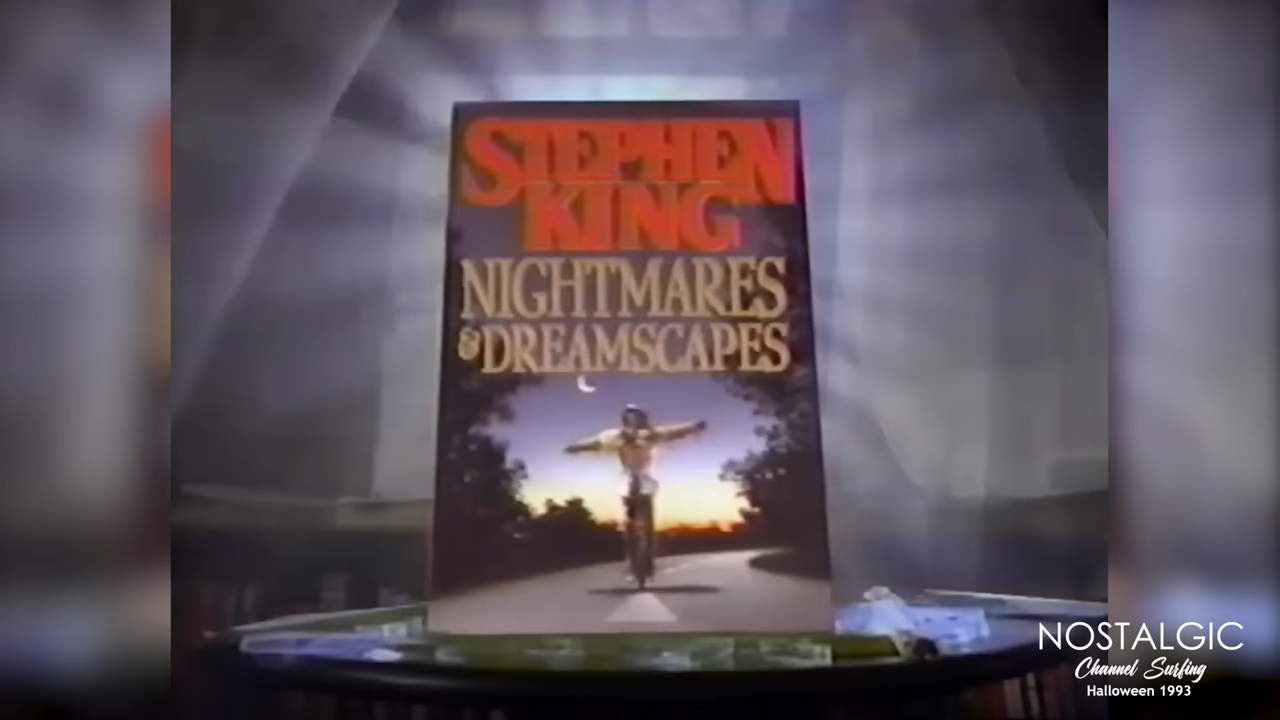 STEPHEN
KING
NIGHTMARES
& DREAMSCAPES
NOSTALGIC
Channel Surfing
Halloween 1993